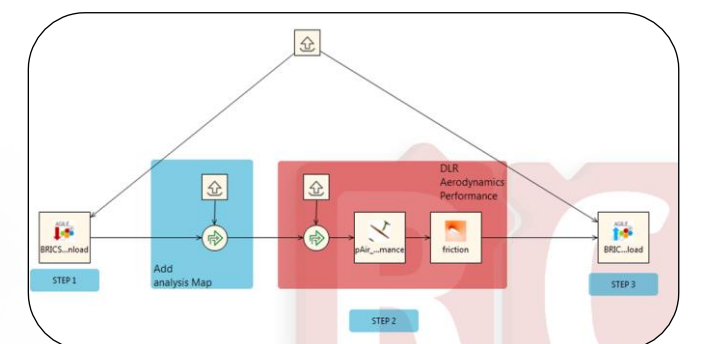 DLR
Aerodynamics
Performance
AGILE
BRICS...nload
pAir_...mance
friction
AGILE
BRIC...load
Add
analysis Map
STEP 1
STEP 2
STEP 3